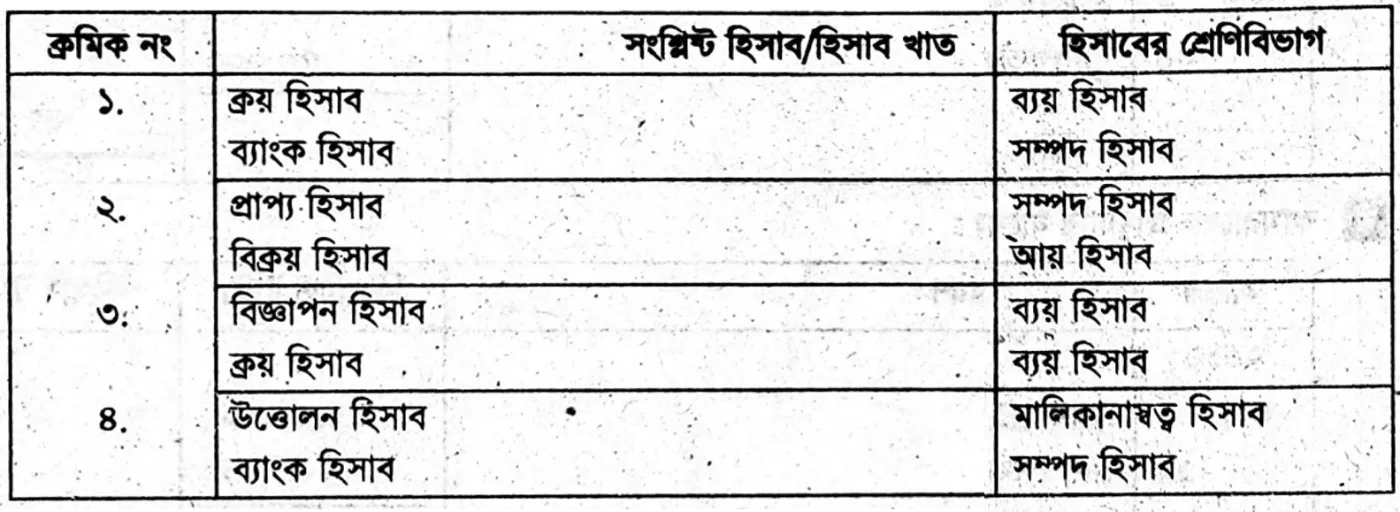 ক্রমিক নং সংশ্লিষ্ট হিসাব/হিসাব খাত হিসাবের শ্রেণিবিভাগ
১. ক্রয় হিসাব ব্যয় হিসাব
ব্যাংক হিসাব সম্পদ হিসাব
২. প্রাপ্য হিসাব সম্পদ হিসাব
বিক্রয় হিসাব আয় হিসাব
৩. বিজ্ঞাপন হিসাব ব্যয় হিসাব
ক্রয় হিসাব ব্যয় হিসাব
৪. উত্তোলন হিসাব মালিকানাস্বত্ব হিসাব
ব্যাংক হিসাব সম্পদ হিসাব